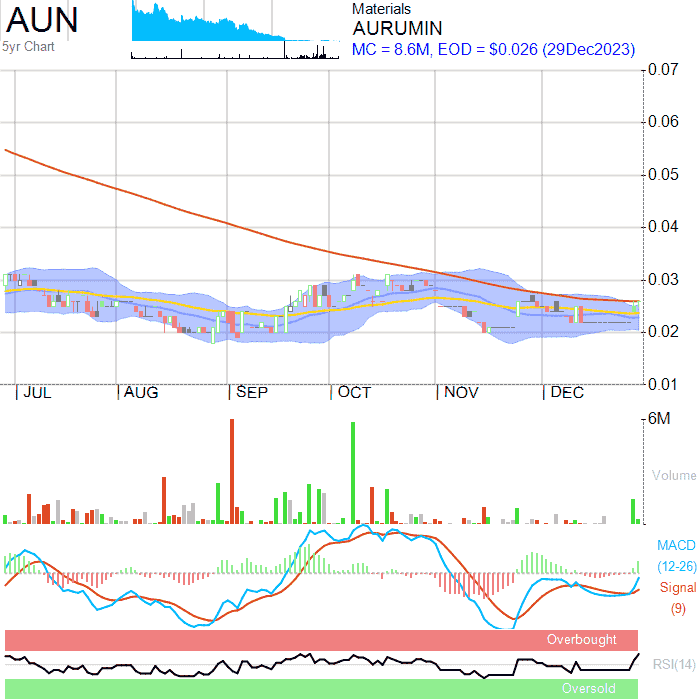 AUN
5yr Chart
Materials
AURUMIN
MC = 8.6M, EOD = $0.026 (29Dec2023)
0.07
0.06
0.05
0.04
0.03
0.02
0.01
JUL AUG SEP OCT NOV DEC
6M
Volume
MACD
(12-26)
Signal
(9)
Overbought
RSI(14)
Oversold